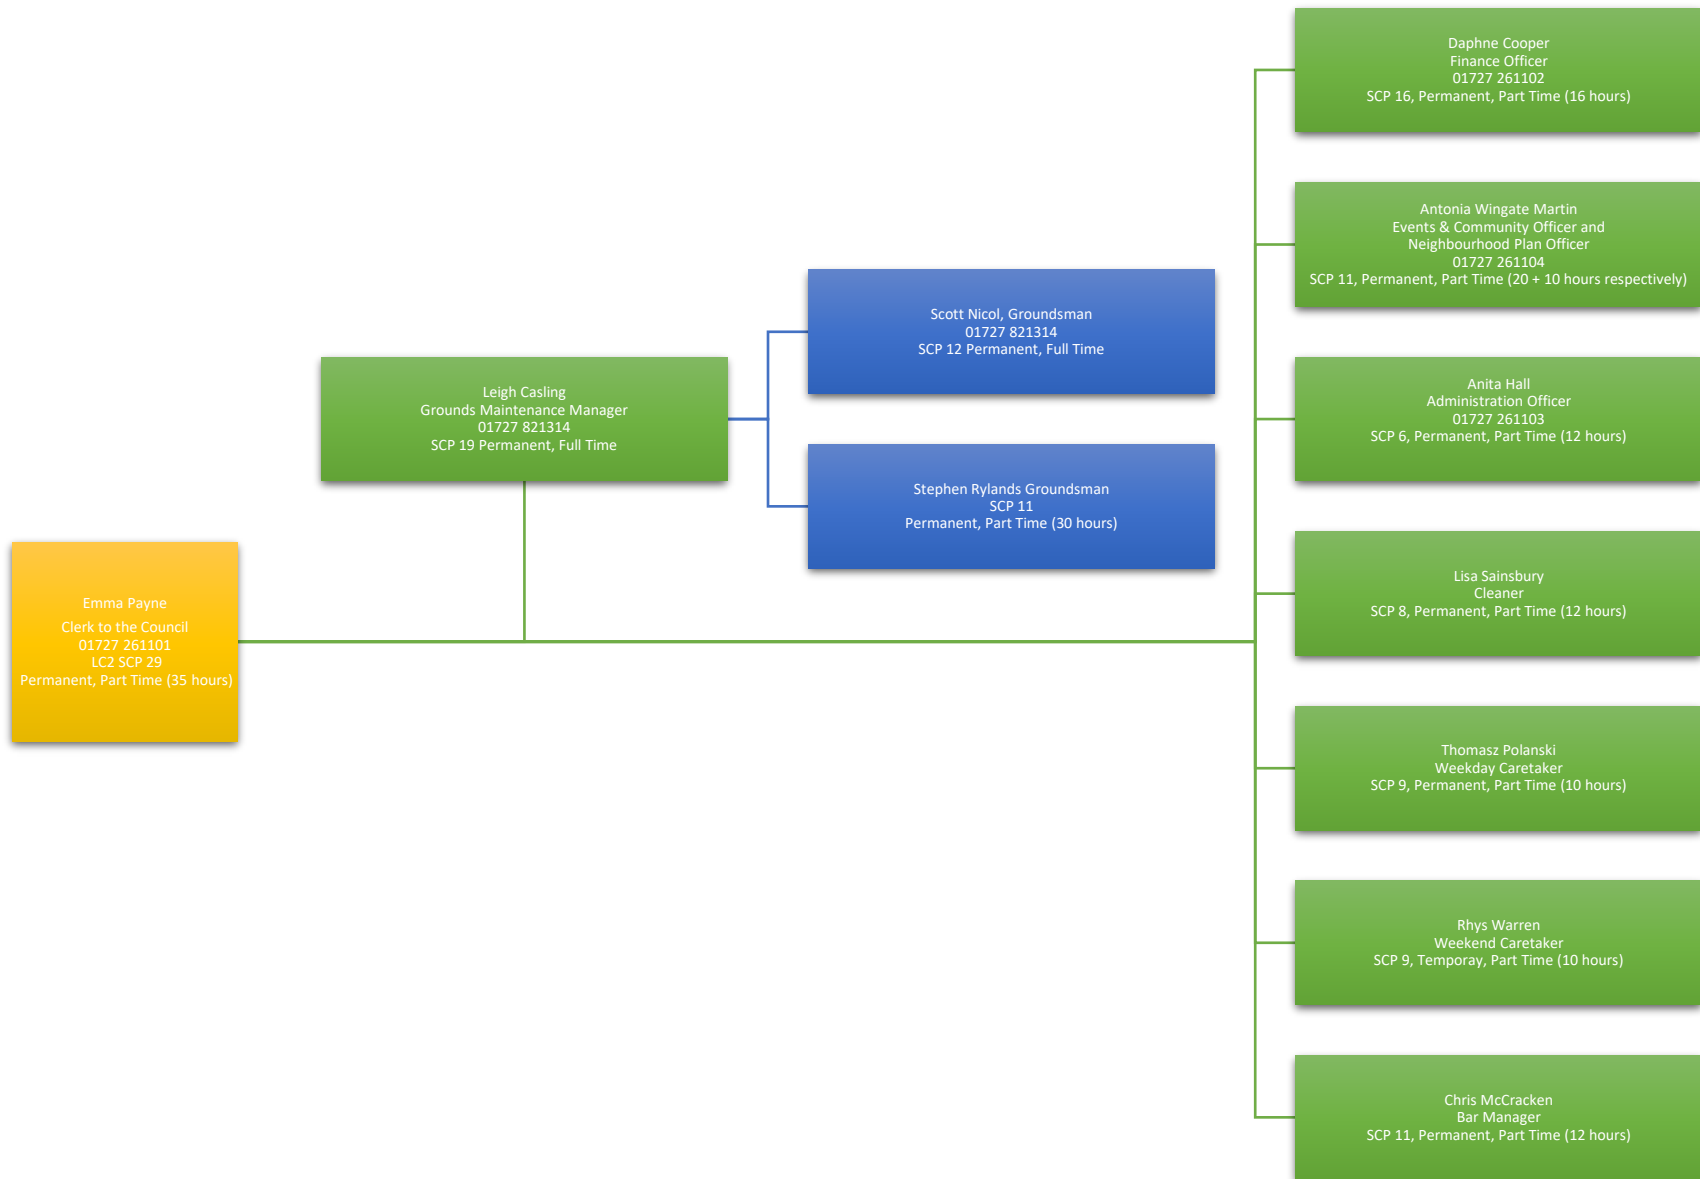 Emma Payne
Clerk to the Council
01727 261101
LC2 SCP 29
Permanent, Part Time (35 hours)
Leigh Casling
Grounds Maintenance Manager
01727 821314
SCP 19 Permanent, Full Time
Scott Nicol, Groundsman
01727 821314
SCP 12 Permanent, Full Time
Stephen Rylands Groundsman
SCP 11
Permanent, Part Time (30 hours)
Daphne Cooper
Finance Officer
01727 261102
SCP 16, Permanent, Part Time (16 hours)
Antonia Wingate Martin
Events & Community Officer and
Neighbourhood Plan Officer
01727 261104
SCP 11, Permanent, Part Time (20 + 10 hours respectively)
Anita Hall
Administration Officer
01727 261103
SCP 6, Permanent, Part Time (12 hours)
Lisa Sainsbury
Cleaner
SCP 8, Permanent, Part Time (12 hours)
Thomasz Polanski
Weekday Caretaker
SCP 9, Permanent, Part Time (10 hours)
Rhys Warren
Weekend Caretaker
SCP 9, Temporay, Part Time (10 hours)
Chris McCracken
Bar Manager
SCP 11, Permanent, Part Time (12 hours)